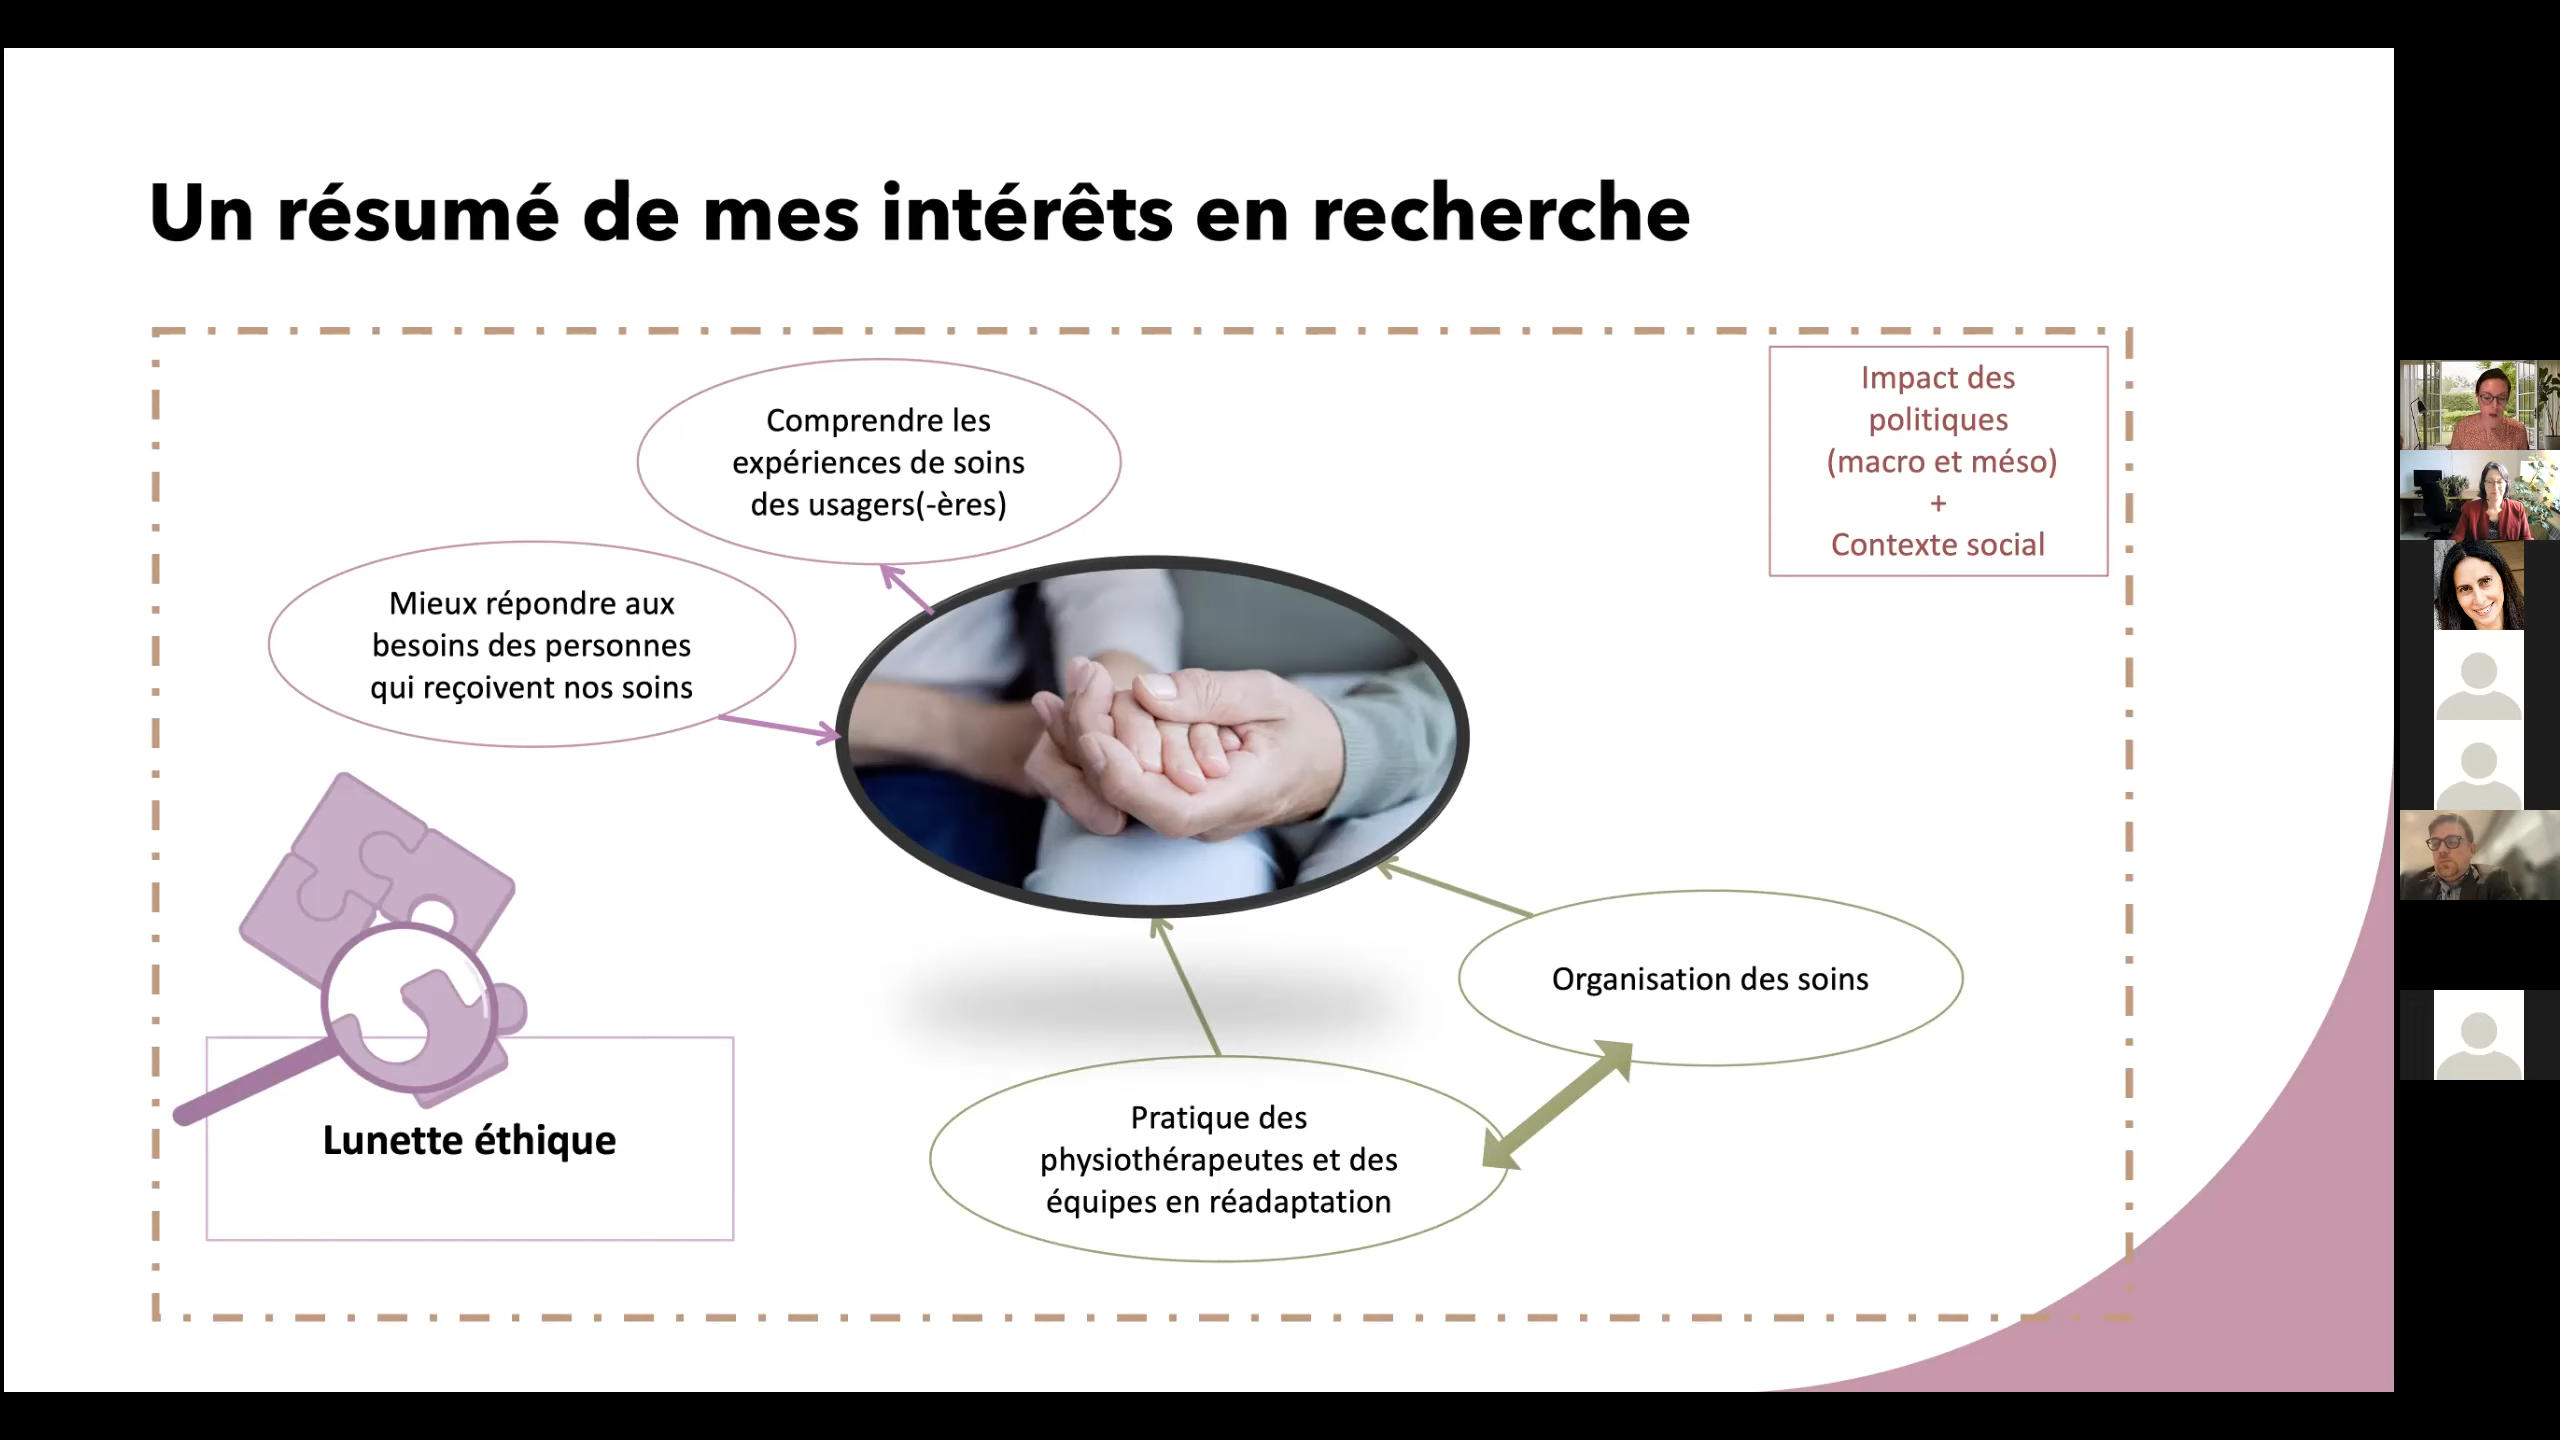 Un résumé de mes intérêts en recherche
Comprendre les
expériences de soins
des usagers(-ères)
Impact des
politiques
(macro et méso)
+
Contexte social
Mieux répondre aux
besoins des personnes
qui reçoivent nos soins
Organisation des soins
Pratique des
physiothérapeutes et des
équipes en réadaptation
Lunette éthique